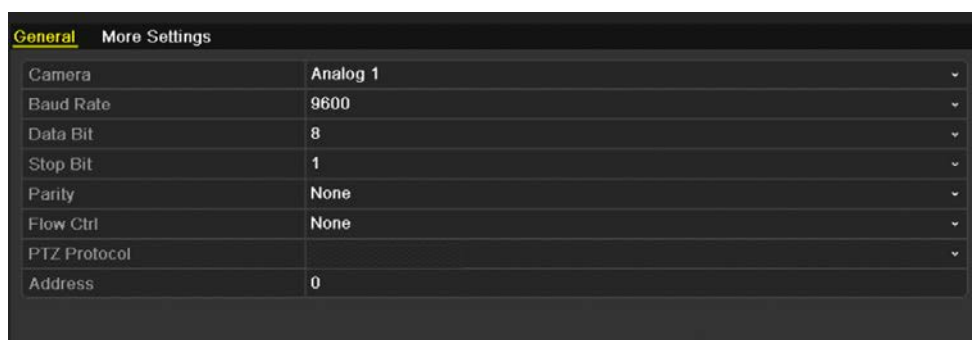 General More Settings
Camera Analog 1
Baud Rate 9600
Data Bit 8
Stop Bit 1
Parity None
Flow Ctrl None
PTZ Protocol
Address 0